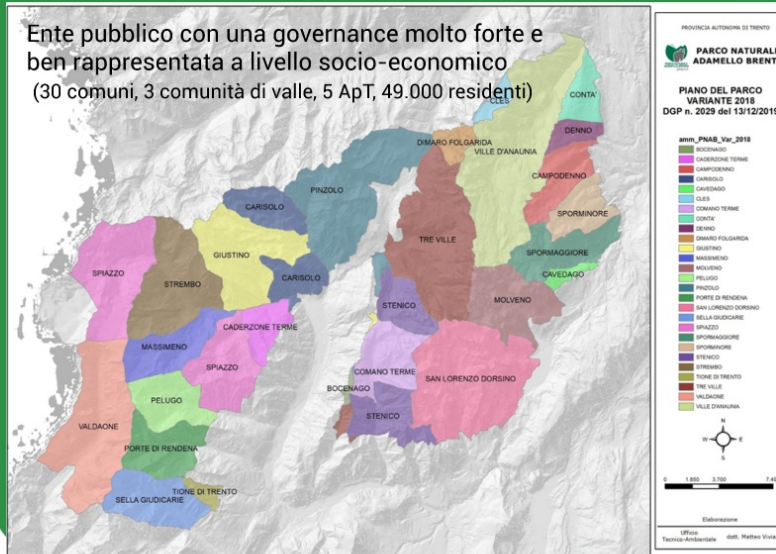 Ente pubblico con una governance molto forte e
ben rappresentata a livello socio-economico
(30 comuni, 3 comunità di valle, 5 ApT, 49.000 residenti)
CLES
CONTA'
DIMARO FOLGARIDA
VILLE D'ANAUNIA
DENNO
CAMPODENNO
PINZOLO
CARISOLO
SPORMINORE
GIUSTINO
TRE VILLE
SPORMAGGIORE
SPIAZZO
STREMBO
CARISOLO
CAVEDAGO
STENICO
MOLVENO
CADERZONE TERME
MASSIMENO
SPIAZZO
COMANO TERME
SAN LORENZO DORSINO
BOCENAGO
PELUGO
STENICO
VALDAONE
PORTE DI RENDENA
TIONE DI TRENTO
SELLA GIUDICARIE
PROVINCIA AUTONOMA DI TRENTO
PARCO NATURALE
ADAMELLO BRENT
PIANO DEL PARCO
VARIANTE 2018
DGP n. 2029 del 13/12/2019
amm_PNAB_Var_2018
BOCENAGO
CADERZONE TERME
CAMPODENNO
CARISOLO
CAVEDAGO
CLES
COMANO TERME
CONTA'
DENNO
DIMARO FOLGARIDA
GIUSTINO
MASSIMENO
MOLVENO
PELUGO
PINZOLO
PORTE DI RENDENA
SAN LORENZO DORSINO
SELLA GIUDICARIE
SPIAZZO
SPORMAGGIORE
SPORMINORE
STENICO
STREMBO
TIONE DI TRENTO
TRE VILLE
VALDAONE
VILLE D'ANAUNIA
N
W E
S
0 1.850 3.700 7.40
Elaborazione
Ufficio
Tecnico-Ambientale dott. Matteo Vivia